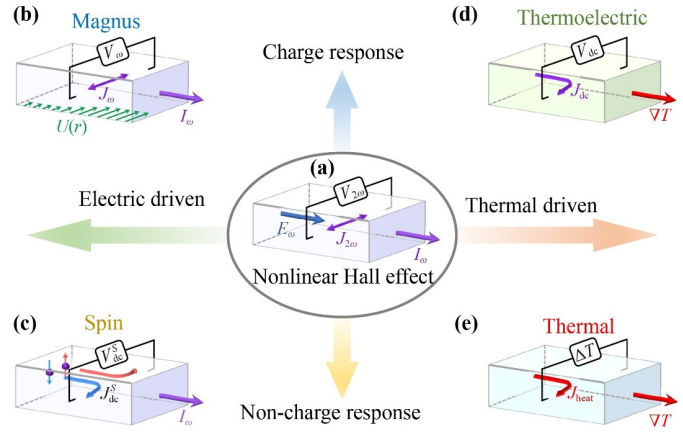 (b)
Magnus
V_ω
J_ω
U(r)
I_ω
Charge response
(d)
Thermoelectric
V_dc
J_dc
∇T
Electric driven
(a)
V_2ω
E_ω
J_2ω
I_ω
Nonlinear Hall effect
Thermal driven
(c)
Spin
V^S_dc
J^S_dc
I_ω
Non-charge response
(e)
Thermal
ΔT
J_heat
∇T